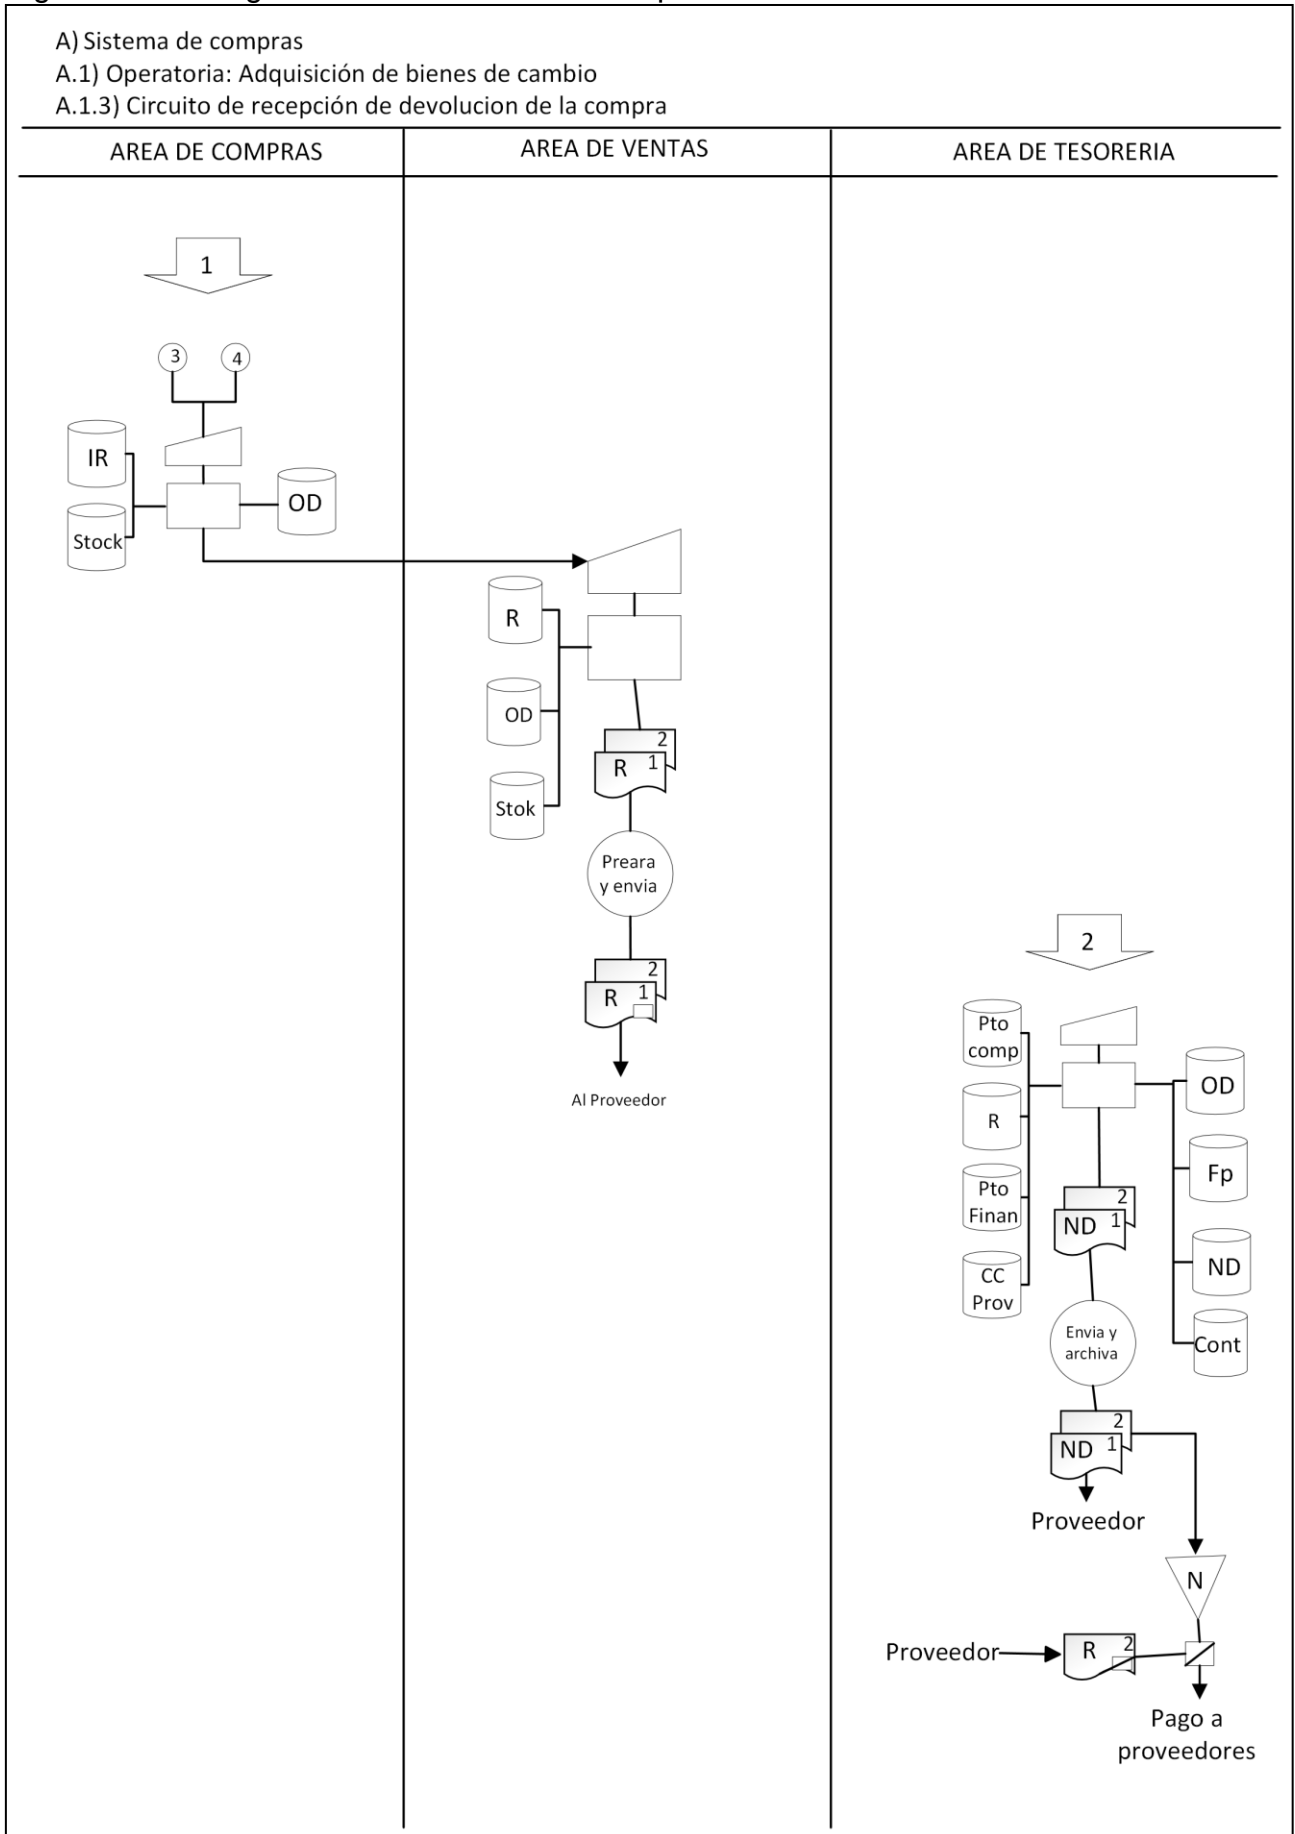 A) Sistema de compras
A.1) Operatoria: Adquisición de bienes de cambio
A.1.3) Circuito de recepción de devolucion de la compra
AREA DE COMPRAS
AREA DE VENTAS
AREA DE TESORERIA
1
3
4
IR
Stock
OD
R
OD
Stok
2
R 1
Preara
y envia
2
R 1
Al Proveedor
2
Pto
comp
R
Pto
Finan
CC
Prov
OD
Fp
ND
Cont
2
ND 1
Envia y
archiva
2
ND 1
Proveedor
N
Proveedor
R 2
Pago a
proveedores